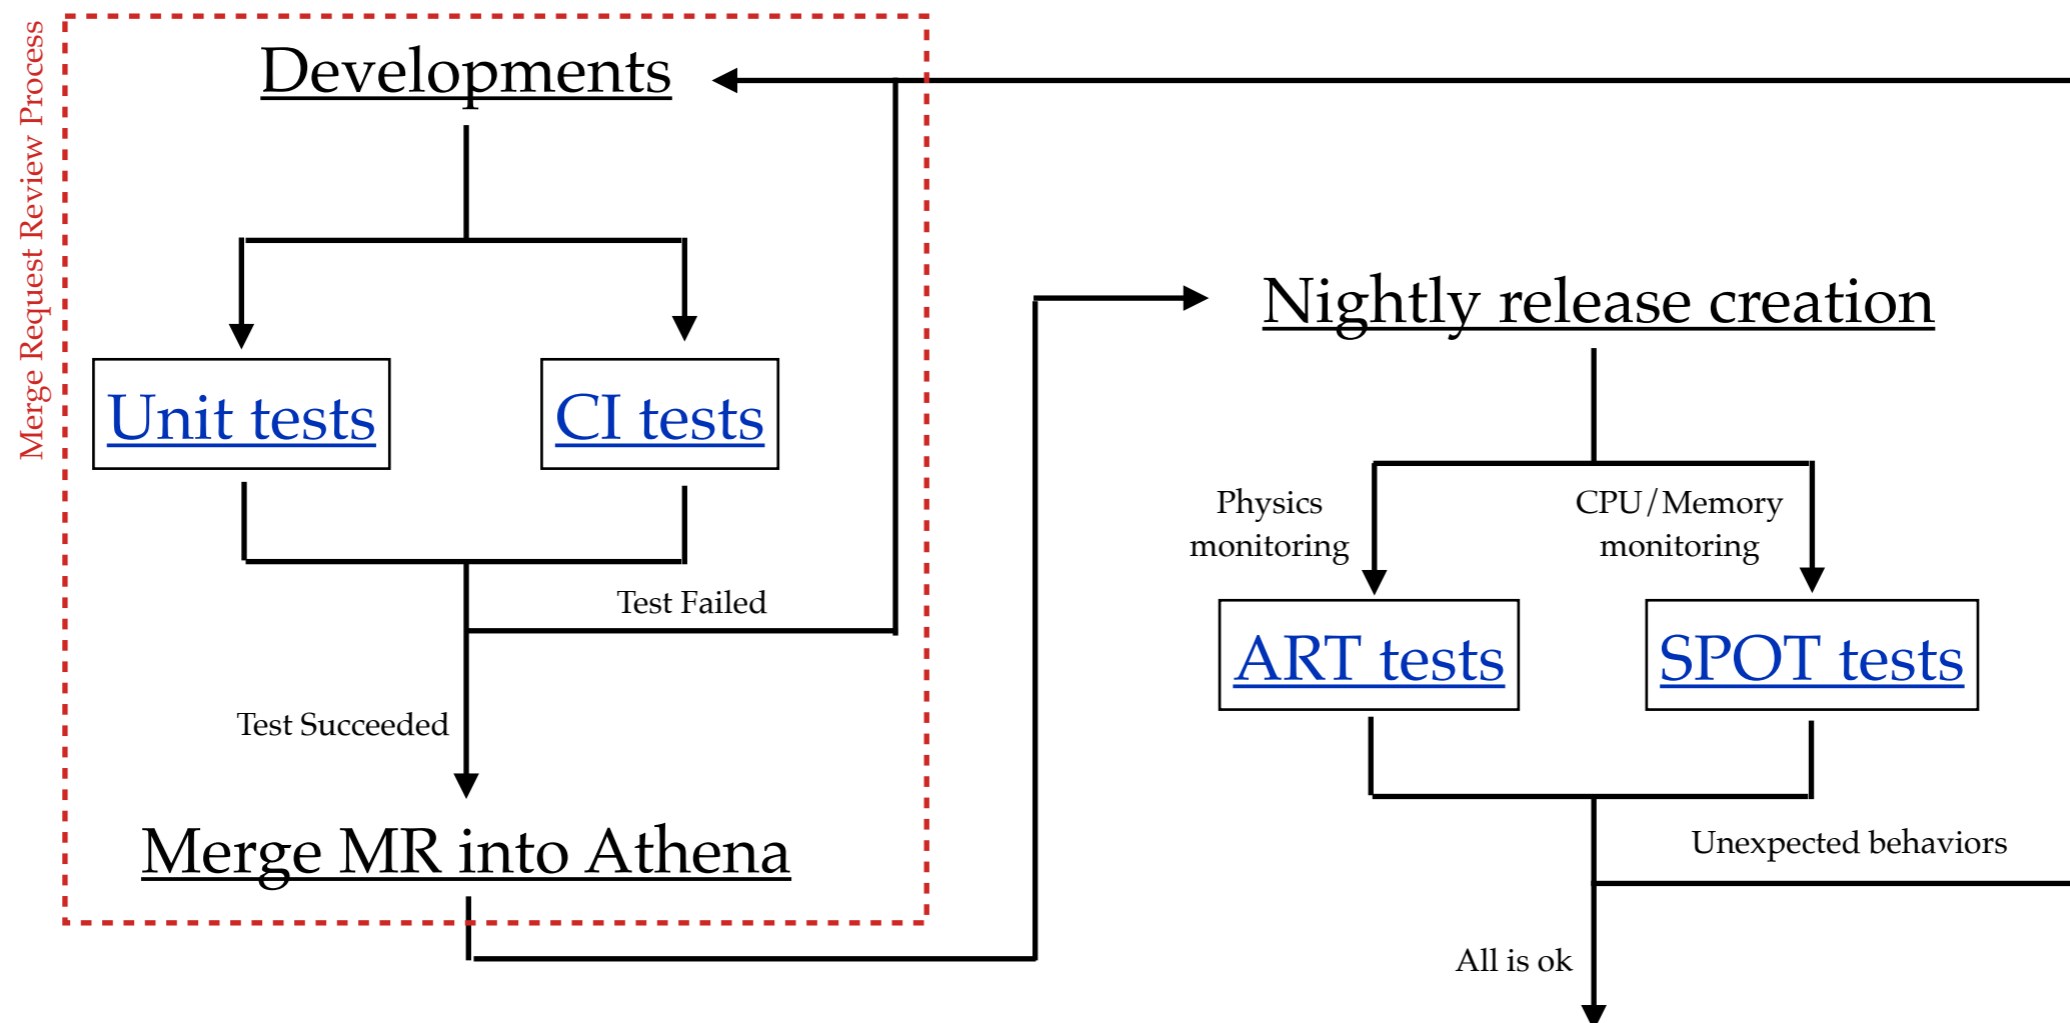 Merge Request Review Process
Developments
Unit tests
CI tests
Test Failed
Test Succeeded
Merge MR into Athena
Nightly release creation
Physics
monitoring
CPU/Memory
monitoring
ART tests
SPOT tests
Unexpected behaviors
All is ok